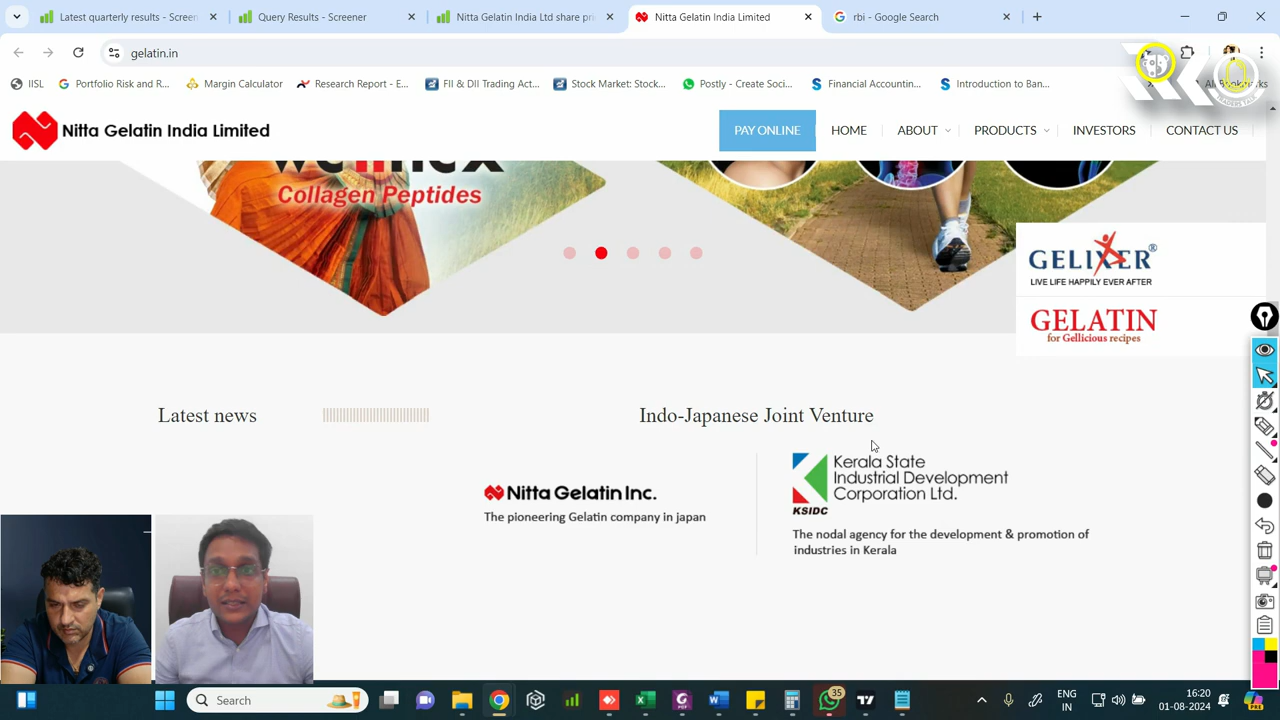 Latest quarterly results - Screen
Query Results - Screener
Nitta Gelatin India Ltd share pri
Nitta Gelatin India Limited
rbi - Google Search
gelatin.in
IISL
Portfolio Risk and R...
Margin Calculator
Research Report - E...
FII & DII Trading Act...
Stock Market: Stock...
Postly - Create Soci...
Financial Accountin...
Introduction to Ban...
All Bookmarks
Nitta Gelatin India Limited
PAY ONLINE
HOME
ABOUT
PRODUCTS
INVESTORS
CONTACT US
Collagen Peptides
GELIXER®
LIVE LIFE HAPPILY EVER AFTER
GELATIN
for Gellicious recipes
Latest news
Indo-Japanese Joint Venture
Nitta Gelatin Inc.
The pioneering Gelatin company in japan
KSIDC
Kerala State
Industrial Development
Corporation Ltd.
The nodal agency for the development & promotion of
industries in Kerala
Search
35
ENG
IN
16:20
01-08-2024